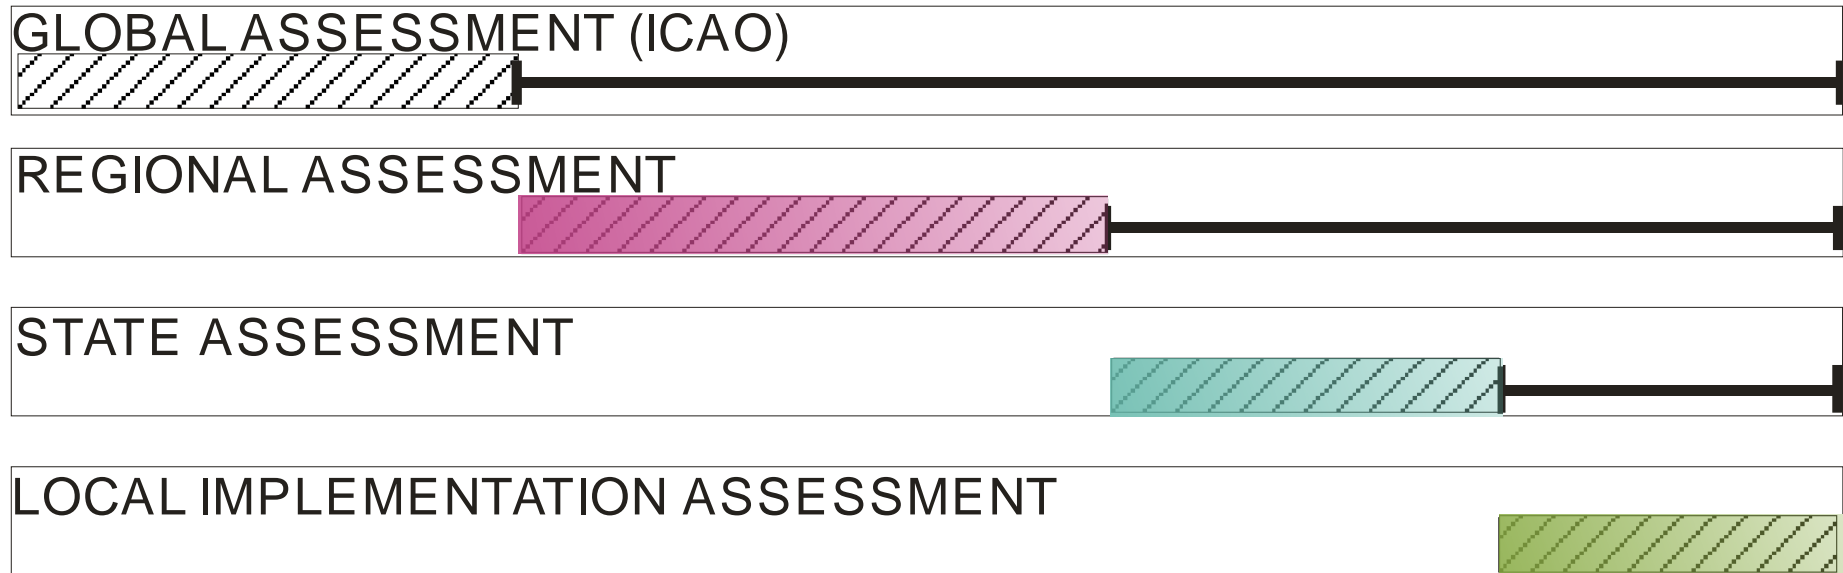 GLOBAL ASSESSMENT (ICAO)
REGIONAL ASSESSMENT
STATE ASSESSMENT
LOCAL IMPLEMENTATION ASSESSMENT